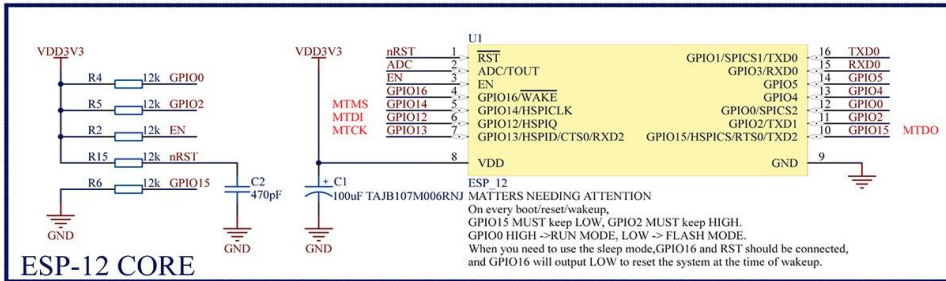 VDD3V3
R4 12k GPIO0
R5 12k GPIO2
R2 12k EN
R15 12k nRST
R6 12k GPIO15
GND
C2
470pF
GND
VDD3V3
C1
100uF TAJB107M006RNJ
GND
U1
nRST 1 RST
ADC 2 ADC/TOUT
EN 3 EN
GPIO16 4 GPIO16/WAKE
MTMS GPIO14 5 GPIO14/HSPICLK
MTDI GPIO12 6 GPIO12/HSPIQ
MTCK GPIO13 7 GPIO13/HSPID/CTS0/RXD2
8 VDD
GPIO1/SPICS1/TXD0 16 TXD0
GPIO3/RXD0 15 RXD0
GPIO5 14 GPIO5
GPIO4 13 GPIO4
GPIO0/SPICS2 12 GPIO0
GPIO2/TXD1 11 GPIO2
GPIO15/HSPICS/RTS0/TXD2 10 GPIO15 MTDO
GND 9
GND
ESP_12
MATTERS NEEDING ATTENTION
On every boot/reset/wakeup,
GPIO15 MUST keep LOW, GPIO2 MUST keep HIGH.
GPIO0 HIGH ->RUN MODE, LOW -> FLASH MODE.
When you need to use the sleep mode,GPIO16 and RST should be connected,
and GPIO16 will output LOW to reset the system at the time of wakeup.
ESP-12 CORE